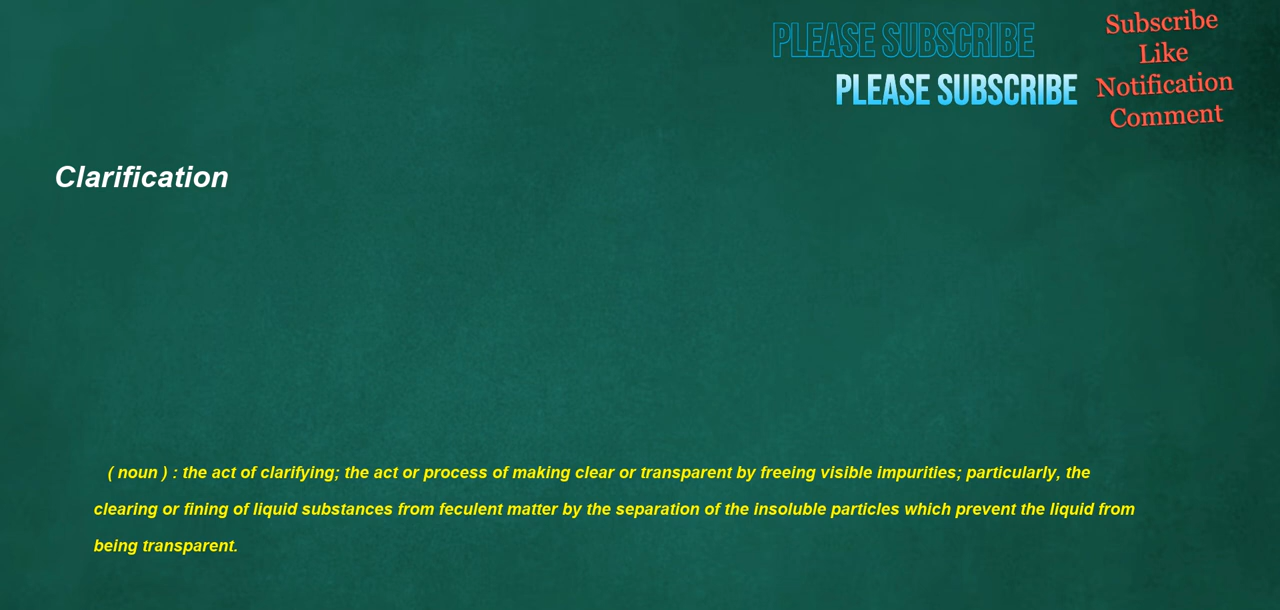 PLEASE SUBSCRIBE
PLEASE SUBSCRIBE
Subscribe
Like
Notification
Comment
Clarification
( noun ) : the act of clarifying; the act or process of making clear or transparent by freeing visible impurities; particularly, the
clearing or fining of liquid substances from feculent matter by the separation of the insoluble particles which prevent the liquid from
being transparent.